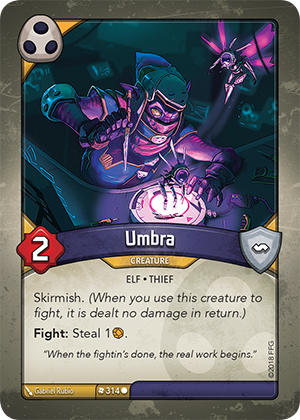 Umbra
2
CREATURE
ELF • THIEF
Skirmish. (When you use this creature to
fight, it is dealt no damage in return.)
Fight: Steal 1.
"When the fightin's done, the real work begins."
©2018 FFG
Gabriel Rubio
314